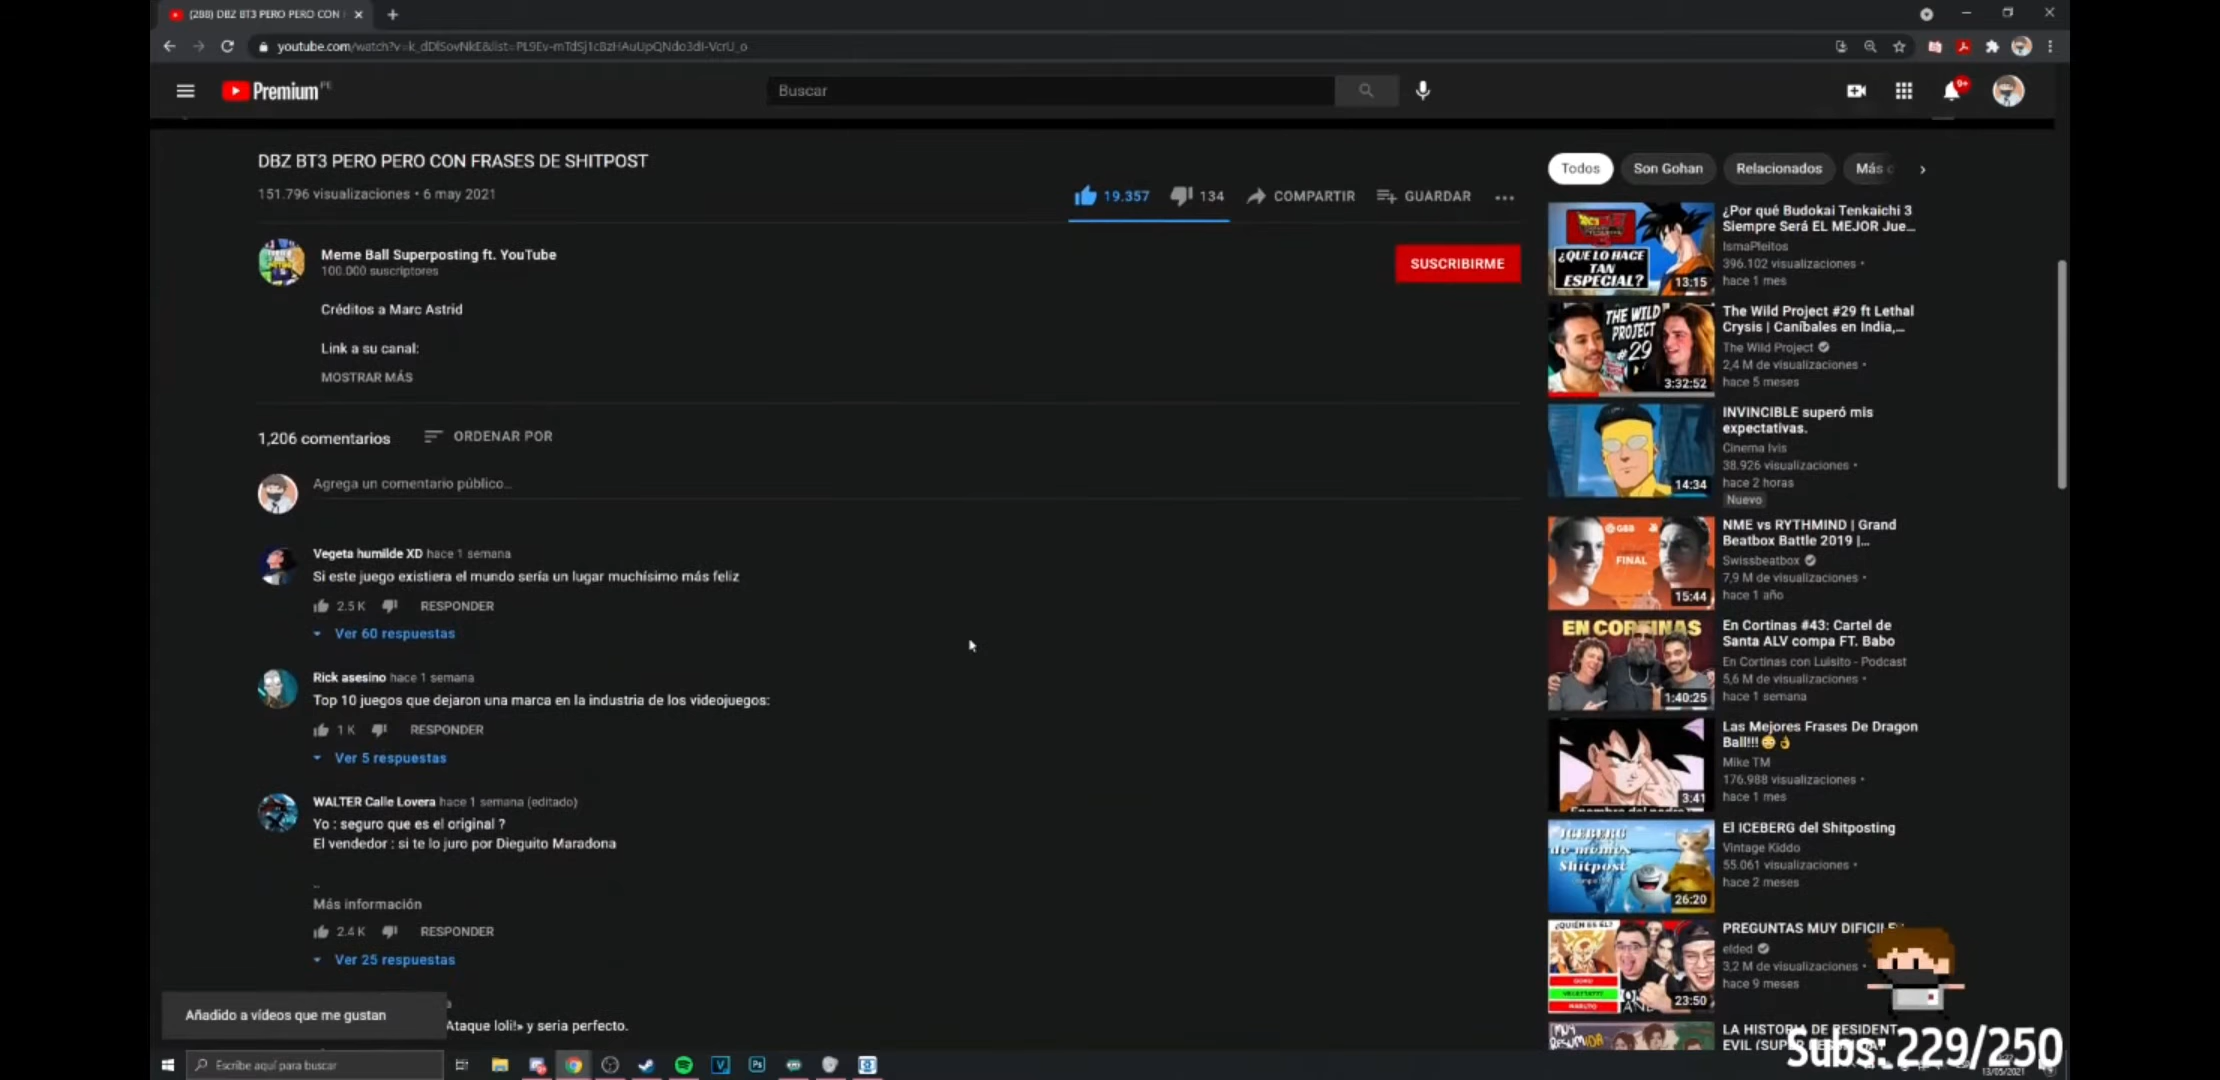 (288) DBZ BT3 PERO PERO CON
youtube.com/watch?v=k_dDlSovNkE&list=PL9Ev-mTdSj1cBzHAuUpQNdo3dI-VcrU_o
Premium PE
Buscar
9+
DBZ BT3 PERO PERO CON FRASES DE SHITPOST
151.796 visualizaciones • 6 may 2021
19.357 134 COMPARTIR GUARDAR
Meme Ball Superposting ft. YouTube
100.000 suscriptores
SUSCRIBIRME
Créditos a Marc Astrid
Link a su canal:
MOSTRAR MÁS
1,206 comentarios ORDENAR POR
Agrega un comentario público...
Vegeta humilde XD hace 1 semana
Si este juego existiera el mundo sería un lugar muchísimo más feliz
2.5 K RESPONDER
Ver 60 respuestas
Rick asesino hace 1 semana
Top 10 juegos que dejaron una marca en la industria de los videojuegos:
1 K RESPONDER
Ver 5 respuestas
WALTER Calle Lovera hace 1 semana (editado)
Yo : seguro que es el original ?
El vendedor : si te lo juro por Dieguito Maradona
..
Más información
2.4 K RESPONDER
Ver 25 respuestas
Añadido a vídeos que me gustan
Ataque loli!» y seria perfecto.
Todos Son Gohan Relacionados Más
¿QUE LO HACE
TAN
ESPECIAL?
13:15
¿Por qué Budokai Tenkaichi 3
Siempre Será EL MEJOR Jue...
IsmaPleitos
396.102 visualizaciones •
hace 1 mes
THE WILD
PROJECT
#29
3:32:52
The Wild Project #29 ft Lethal
Crysis | Caníbales en India,...
The Wild Project
2,4 M de visualizaciones •
hace 5 meses
14:34
INVINCIBLE superó mis
expectativas.
Cinema Ivis
38.926 visualizaciones •
hace 2 horas
Nuevo
GBB
FINAL
15:44
NME vs RYTHMIND | Grand
Beatbox Battle 2019 |...
Swissbeatbox
7,9 M de visualizaciones •
hace 1 año
EN CORTINAS
1:40:25
En Cortinas #43: Cartel de
Santa ALV compa FT. Babo
En Cortinas con Luisito - Podcast
5,6 M de visualizaciones •
hace 1 semana
3:41
Las Mejores Frases De Dragon
Ball!!! 😳👌
Mike TM
176.988 visualizaciones •
hace 1 mes
ICEBERG
de memes
Shitpost
26:20
El ICEBERG del Shitposting
Vintage Kiddo
55.061 visualizaciones •
hace 2 meses
¿QUIÉN ES ÉL?
23:50
PREGUNTAS MUY DIFICILE
elded
3,2 M de visualizaciones •
hace 9 meses
LA HISTORIA DE RESIDENT
EVIL (SUP
Subs: 229/250
Escribe aquí para buscar
13/05/2021